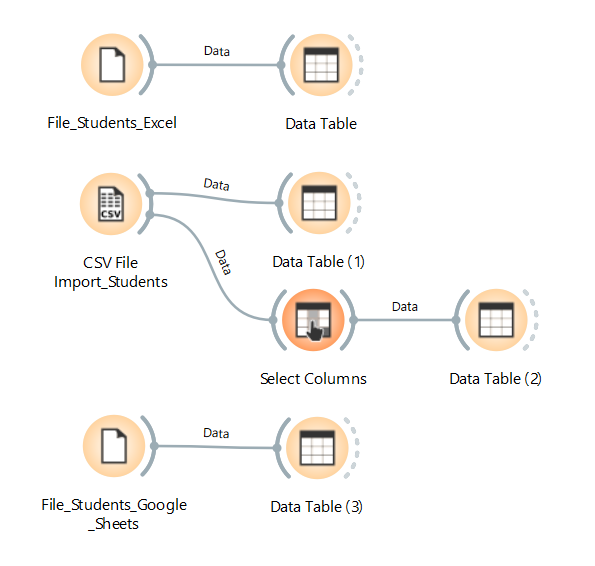 Data
File_Students_Excel
Data Table
CSV
Data
CSV File
Import_Students
Data Table (1)
Data
Data
Select Columns
Data Table (2)
Data
File_Students_Google
_Sheets
Data Table (3)